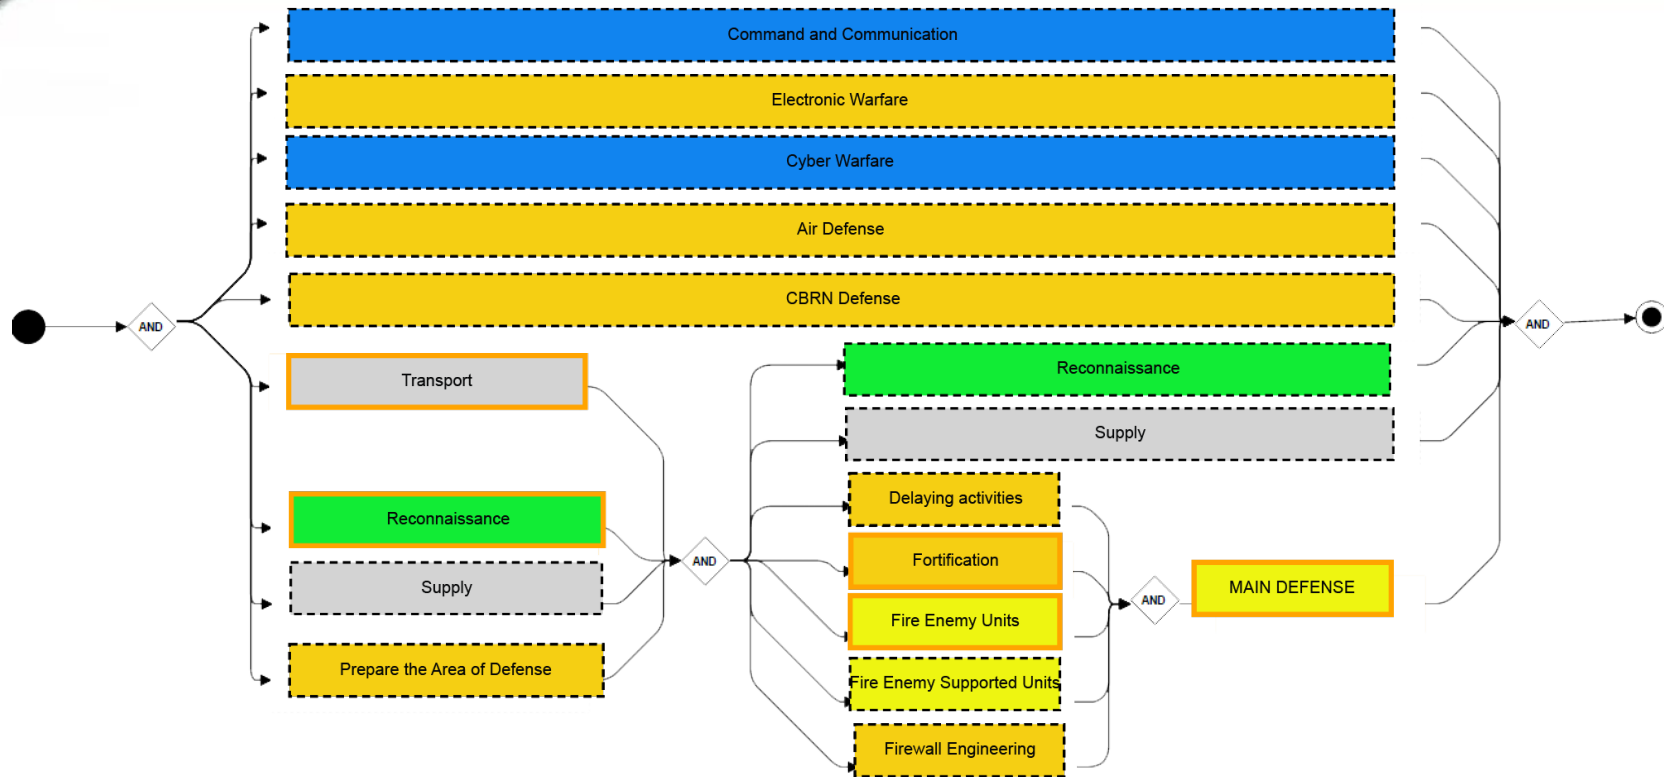 Command and Communication
Electronic Warfare
Cyber Warfare
Air Defense
CBRN Defense
AND
AND
Transport
Reconnaissance
Supply
Reconnaissance
Supply
Prepare the Area of Defense
AND
Delaying activities
Fortification
Fire Enemy Units
Fire Enemy Supported Units
Firewall Engineering
AND
MAIN DEFENSE